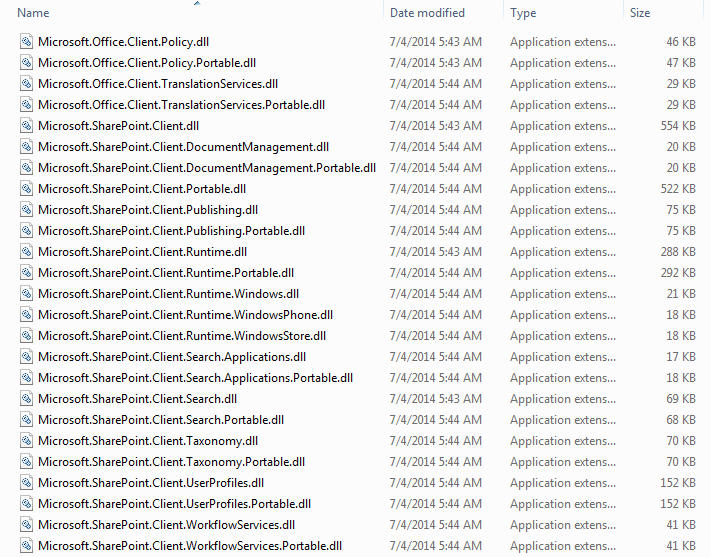 Name Date modified Type Size
Microsoft.Office.Client.Policy.dll 7/4/2014 5:43 AM Application extens... 46 KB
Microsoft.Office.Client.Policy.Portable.dll 7/4/2014 5:43 AM Application extens... 47 KB
Microsoft.Office.Client.TranslationServices.dll 7/4/2014 5:44 AM Application extens... 29 KB
Microsoft.Office.Client.TranslationServices.Portable.dll 7/4/2014 5:44 AM Application extens... 29 KB
Microsoft.SharePoint.Client.dll 7/4/2014 5:43 AM Application extens... 554 KB
Microsoft.SharePoint.Client.DocumentManagement.dll 7/4/2014 5:44 AM Application extens... 20 KB
Microsoft.SharePoint.Client.DocumentManagement.Portable.dll 7/4/2014 5:44 AM Application extens... 20 KB
Microsoft.SharePoint.Client.Portable.dll 7/4/2014 5:44 AM Application extens... 522 KB
Microsoft.SharePoint.Client.Publishing.dll 7/4/2014 5:44 AM Application extens... 75 KB
Microsoft.SharePoint.Client.Publishing.Portable.dll 7/4/2014 5:44 AM Application extens... 75 KB
Microsoft.SharePoint.Client.Runtime.dll 7/4/2014 5:43 AM Application extens... 288 KB
Microsoft.SharePoint.Client.Runtime.Portable.dll 7/4/2014 5:44 AM Application extens... 292 KB
Microsoft.SharePoint.Client.Runtime.Windows.dll 7/4/2014 5:44 AM Application extens... 21 KB
Microsoft.SharePoint.Client.Runtime.WindowsPhone.dll 7/4/2014 5:44 AM Application extens... 18 KB
Microsoft.SharePoint.Client.Runtime.WindowsStore.dll 7/4/2014 5:44 AM Application extens... 18 KB
Microsoft.SharePoint.Client.Search.Applications.dll 7/4/2014 5:44 AM Application extens... 17 KB
Microsoft.SharePoint.Client.Search.Applications.Portable.dll 7/4/2014 5:44 AM Application extens... 18 KB
Microsoft.SharePoint.Client.Search.dll 7/4/2014 5:43 AM Application extens... 69 KB
Microsoft.SharePoint.Client.Search.Portable.dll 7/4/2014 5:44 AM Application extens... 68 KB
Microsoft.SharePoint.Client.Taxonomy.dll 7/4/2014 5:44 AM Application extens... 70 KB
Microsoft.SharePoint.Client.Taxonomy.Portable.dll 7/4/2014 5:44 AM Application extens... 70 KB
Microsoft.SharePoint.Client.UserProfiles.dll 7/4/2014 5:44 AM Application extens... 152 KB
Microsoft.SharePoint.Client.UserProfiles.Portable.dll 7/4/2014 5:44 AM Application extens... 152 KB
Microsoft.SharePoint.Client.WorkflowServices.dll 7/4/2014 5:44 AM Application extens... 41 KB
Microsoft.SharePoint.Client.WorkflowServices.Portable.dll 7/4/2014 5:44 AM Application extens... 41 KB